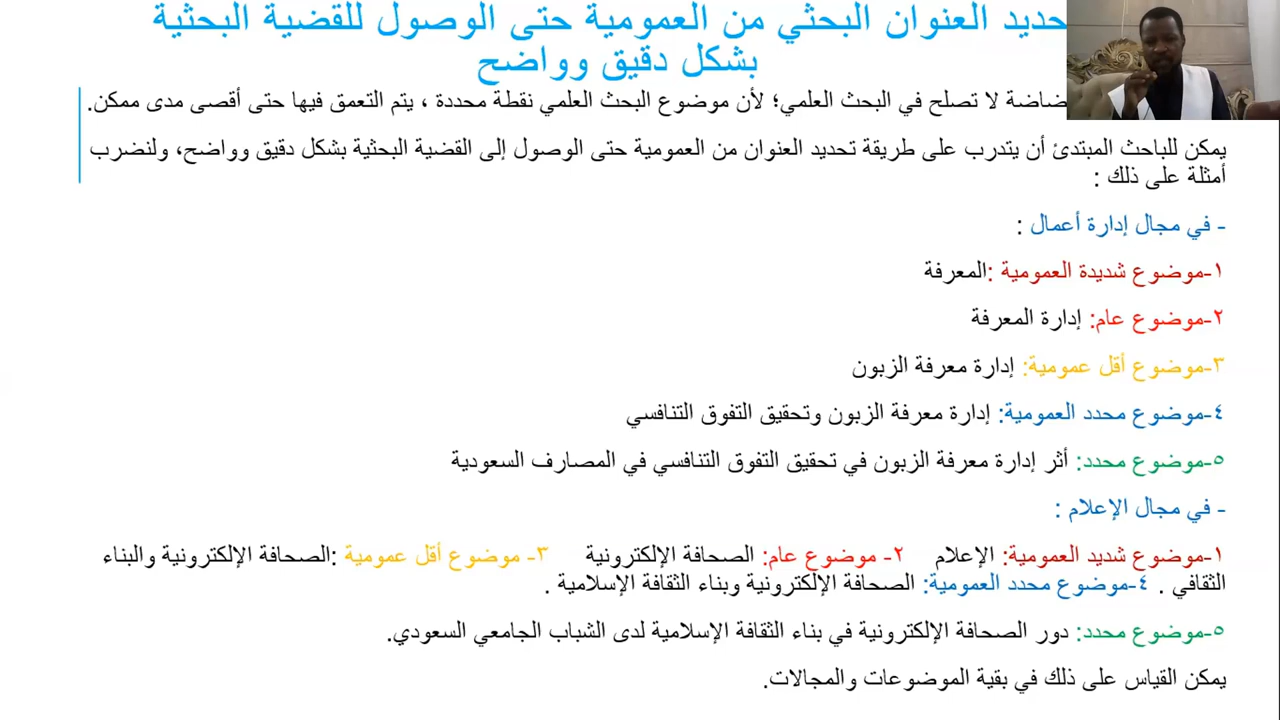 حديد العنوان البحثي من العمومية حتى الوصول للقضية البحثية
بشكل دقيق وواضح
ضاضة لا تصلح في البحث العلمي؛ لأن موضوع البحث العلمي نقطة محددة ، يتم التعمق فيها حتى أقصى مدى ممكن.
يمكن للباحث المبتدئ أن يتدرب على طريقة تحديد العنوان من العمومية حتى الوصول إلى القضية البحثية بشكل دقيق وواضح، ولنضرب
أمثلة على ذلك :
- في مجال إدارة أعمال :
١-موضوع شديدة العمومية :المعرفة
٢-موضوع عام: إدارة المعرفة
٣-موضوع أقل عمومية: إدارة معرفة الزبون
٤-موضوع محدد العمومية: إدارة معرفة الزبون وتحقيق التفوق التنافسي
٥-موضوع محدد: أثر إدارة معرفة الزبون في تحقيق التفوق التنافسي في المصارف السعودية
- في مجال الإعلام :
١-موضوع شديد العمومية: الإعلام ٢- موضوع عام: الصحافة الإلكترونية ٣- موضوع أقل عمومية :الصحافة الإلكترونية والبناء
الثقافي . ٤-موضوع محدد العمومية: الصحافة الإلكترونية وبناء الثقافة الإسلامية .
٥-موضوع محدد: دور الصحافة الإلكترونية في بناء الثقافة الإسلامية لدى الشباب الجامعي السعودي.
يمكن القياس على ذلك في بقية الموضوعات والمجالات.